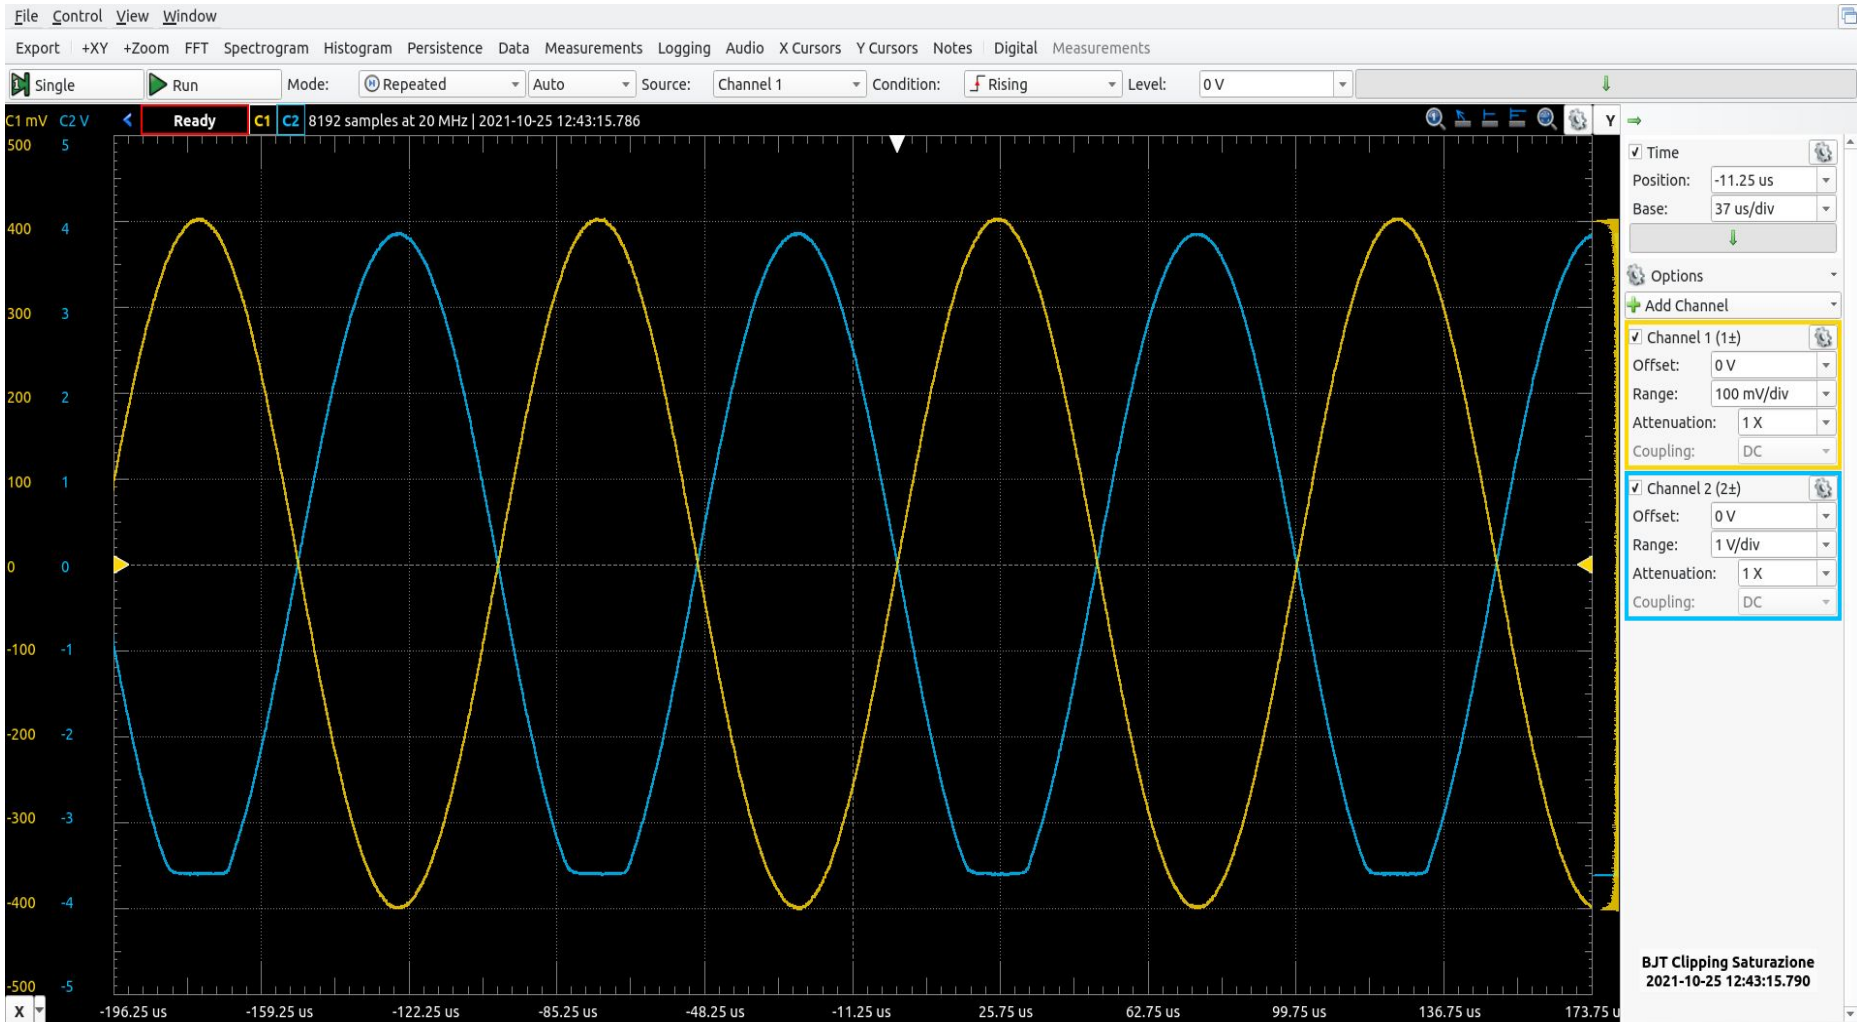 File Control View Window
Export +XY +Zoom FFT Spectrogram Histogram Persistence Data Measurements Logging Audio X Cursors Y Cursors Notes Digital Measurements
Single Run Mode: Repeated Auto Source: Channel 1 Condition: Rising Level: 0 V
C1 mV C2 V Ready C1 C2 8192 samples at 20 MHz | 2021-10-25 12:43:15.786 Y
500 5
400 4
300 3
200 2
100 1
0 0
-100 -1
-200 -2
-300 -3
-400 -4
-500 -5
X -196.25 us -159.25 us -122.25 us -85.25 us -48.25 us -11.25 us 25.75 us 62.75 us 99.75 us 136.75 us 173.75 u
Time
Position: -11.25 us
Base: 37 us/div
Options
Add Channel
Channel 1 (1±)
Offset: 0 V
Range: 100 mV/div
Attenuation: 1 X
Coupling: DC
Channel 2 (2±)
Offset: 0 V
Range: 1 V/div
Attenuation: 1 X
Coupling: DC
BJT Clipping Saturazione
2021-10-25 12:43:15.790